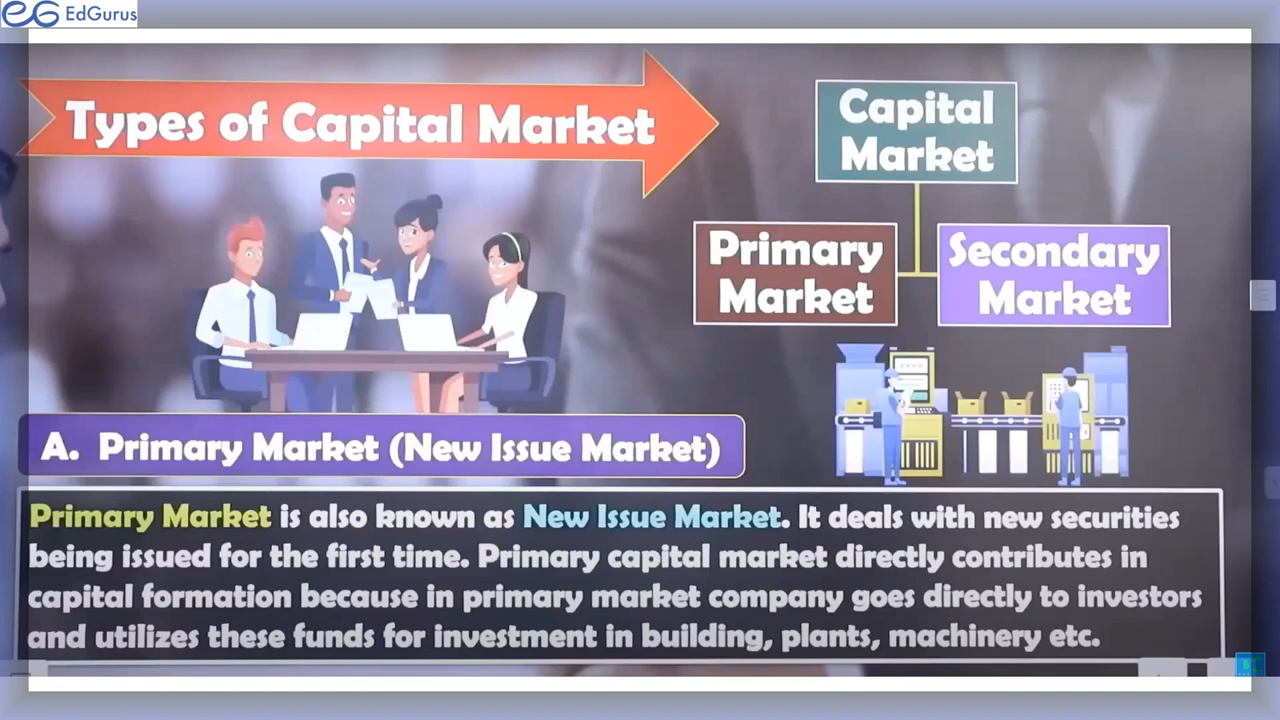 EdGurus
Types of Capital Market
Capital
Market
Primary
Market
Secondary
Market
A. Primary Market (New Issue Market)
Primary Market is also known as New Issue Market. It deals with new securities
being issued for the first time. Primary capital market directly contributes in
capital formation because in primary market company goes directly to investors
and utilizes these funds for investment in building, plants, machinery etc.